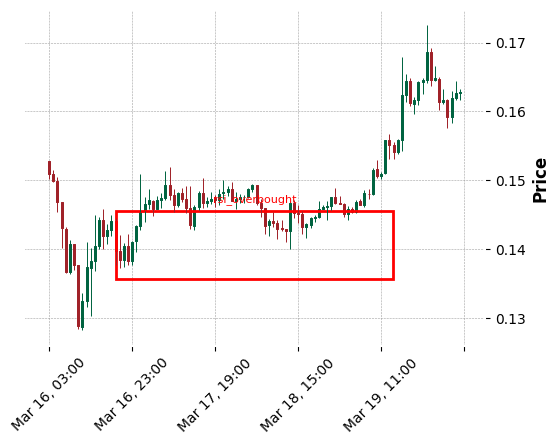 0.17
0.16
0.15
0.14
0.13
Price
rsi_overbought
Mar 16, 03:00
Mar 16, 23:00
Mar 17, 19:00
Mar 18, 15:00
Mar 19, 11:00